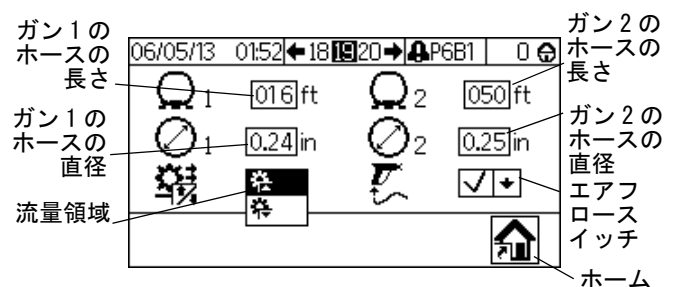 ガン1の
ホースの
長さ
ガン1の
ホースの
直径
流量領域
06/05/13 01:52 18 19 20 P6B1 0
1 016 ft 2 050 ft
1 0.24 in 2 0.25 in
ガン2の
ホースの
長さ
ガン2の
ホースの
直径
エアフ
ロース
イッチ
ホーム